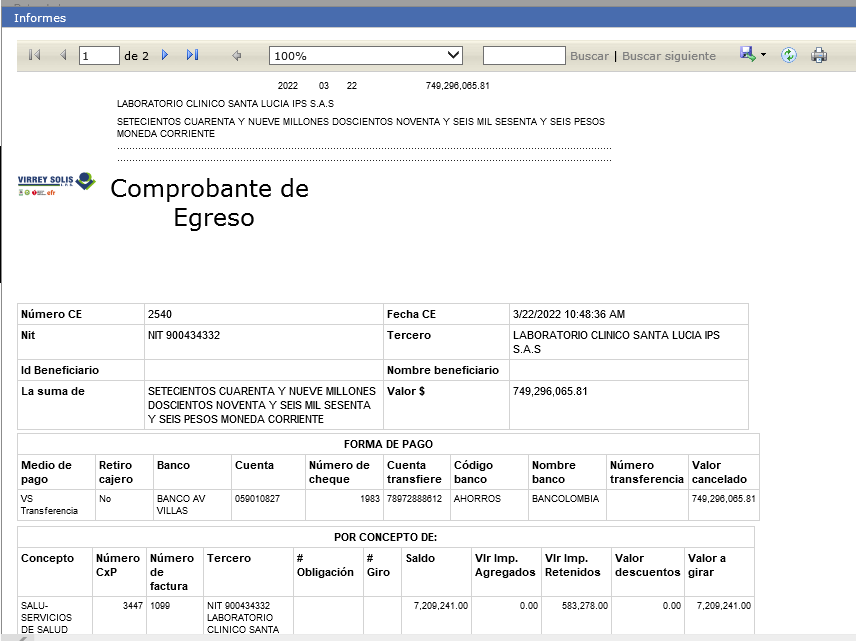 Informes
1 de 2 100% Buscar | Buscar siguiente
2022 03 22 749,296,065.81
LABORATORIO CLINICO SANTA LUCIA IPS S.A.S
SETECIENTOS CUARENTA Y NUEVE MILLONES DOSCIENTOS NOVENTA Y SEIS MIL SESENTA Y SEIS PESOS
MONEDA CORRIENTE
VIRREY SOLIS
Comprobante de
Egreso
Número CE 2540 Fecha CE 3/22/2022 10:48:36 AM
Nit NIT 900434332 Tercero LABORATORIO CLINICO SANTA LUCIA IPS
S.A.S
Id Beneficiario Nombre beneficiario
La suma de SETECIENTOS CUARENTA Y NUEVE MILLONES Valor $ 749,296,065.81
DOSCIENTOS NOVENTA Y SEIS MIL SESENTA
Y SEIS PESOS MONEDA CORRIENTE
FORMA DE PAGO
Medio de Retiro Banco Cuenta Número de Cuenta Código Nombre Número Valor
pago cajero cheque transfiere banco banco transferencia cancelado
VS No BANCO AV 059010827 1983 78972888612 AHORROS BANCOLOMBIA 749,296,065.81
Transferencia VILLAS
POR CONCEPTO DE:
Concepto Número Número Tercero # # Saldo Vlr Imp. Vlr Imp. Valor Valor a
CxP de Obligación Giro Agregados Retenidos descuentos girar
factura
SALU- 3447 1099 NIT 900434332 7,209,241.00 0.00 583,278.00 0.00 7,209,241.00
SERVICIOS LABORATORIO
DE SALUD CLINICO SANTA